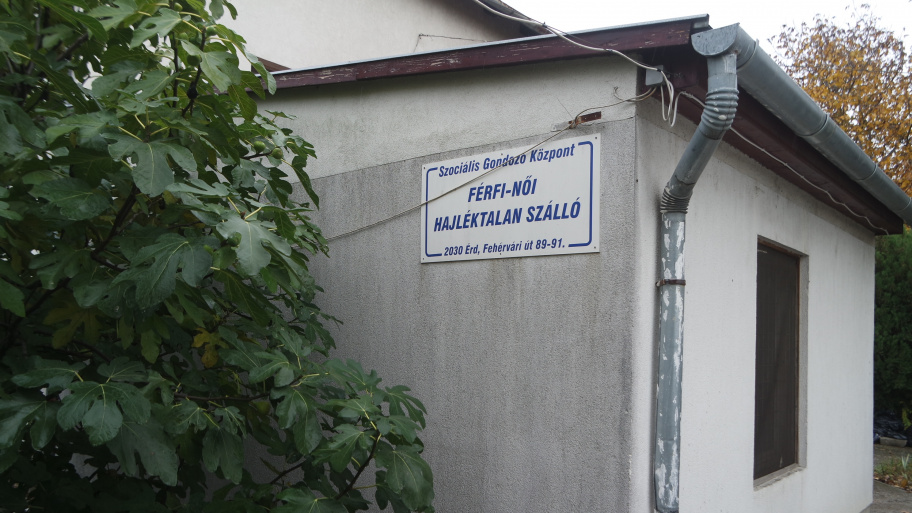 Szociális Gondozó Központ
FÉRFI-NŐI
HAJLÉKTALAN SZÁLLÓ
2030 Érd, Fehérvári út 89-91.